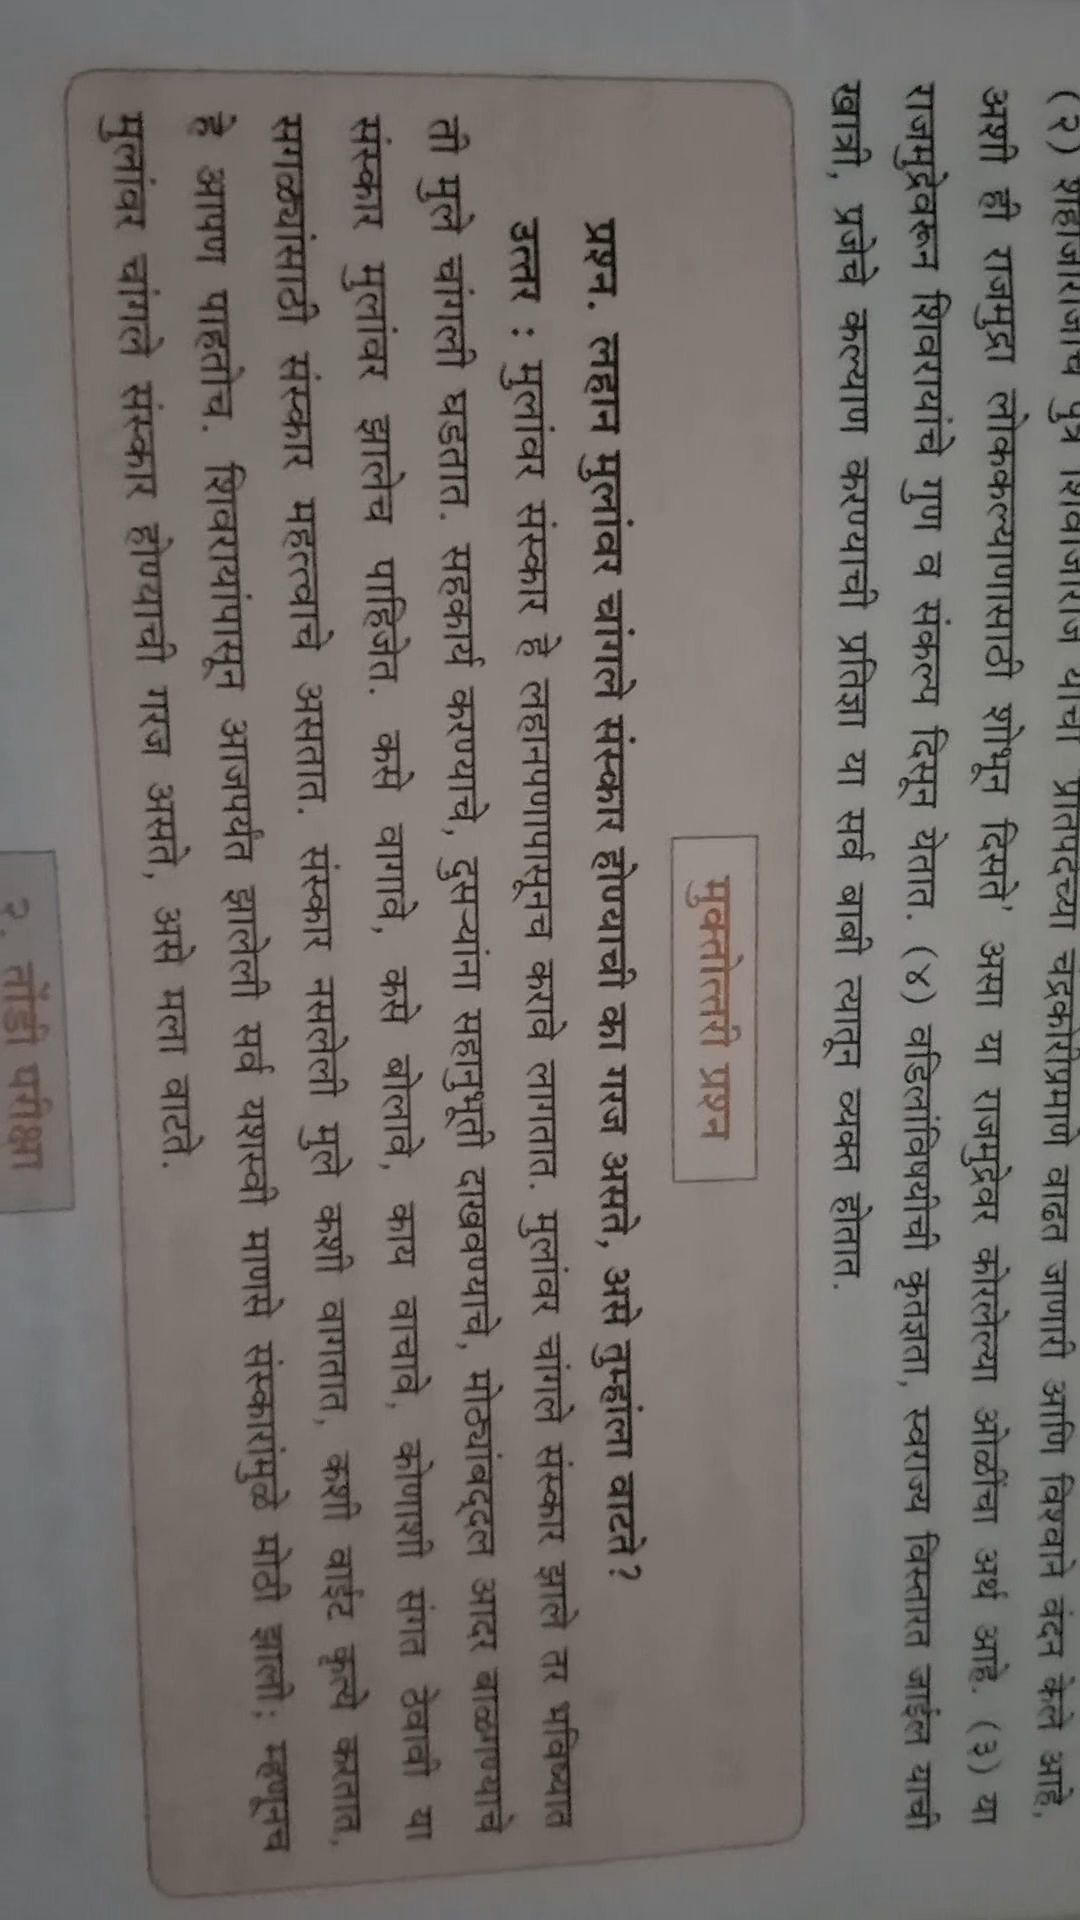 (२) शहाजीराजांचे पुत्र शिवाजीराजे यांची प्रतिपदेच्या चंद्रकोरीप्रमाणे वाढत जाणारी आणि विश्वाने वंदन केले आहे,
अशी ही राजमुद्रा लोककल्याणासाठी शोभून दिसते' असा या राजमुद्रेवर कोरलेल्या ओळींचा अर्थ आहे. (३) या
राजमुद्रेवरून शिवरायांचे गुण व संकल्प दिसून येतात. (४) वडिलांविषयीची कृतज्ञता, स्वराज्य विस्तारत जाईल याची
खात्री, प्रजेचे कल्याण करण्याची प्रतिज्ञा या सर्व बाबी त्यातून व्यक्त होतात.
मुक्तोत्तरी प्रश्न
प्रश्न. लहान मुलांवर चांगले संस्कार होण्याची का गरज असते, असे तुम्हांला वाटते?
उत्तर : मुलांवर संस्कार हे लहानपणापासूनच करावे लागतात. मुलांवर चांगले संस्कार झाले तर भविष्यात
ती मुले चांगली घडतात. सहकार्य करण्याचे, दुसऱ्यांना सहानुभूती दाखवण्याचे, मोठ्यांबद्दल आदर बाळगण्याचे
संस्कार मुलांवर झालेच पाहिजेत. कसे वागावे, कसे बोलावे, काय वाचावे, कोणाशी संगत ठेवावी या
सगळ्यांसाठी संस्कार महत्त्वाचे असतात. संस्कार नसलेली मुले कशी वागतात, कशी वाईट कृत्ये करतात,
हे आपण पाहतोच. शिवरायांपासून आजपर्यंत झालेली सर्व यशस्वी माणसे संस्कारांमुळे मोठी झाली; म्हणूनच
मुलांवर चांगले संस्कार होण्याची गरज असते, असे मला वाटते.
२. तोंडी परीक्षा